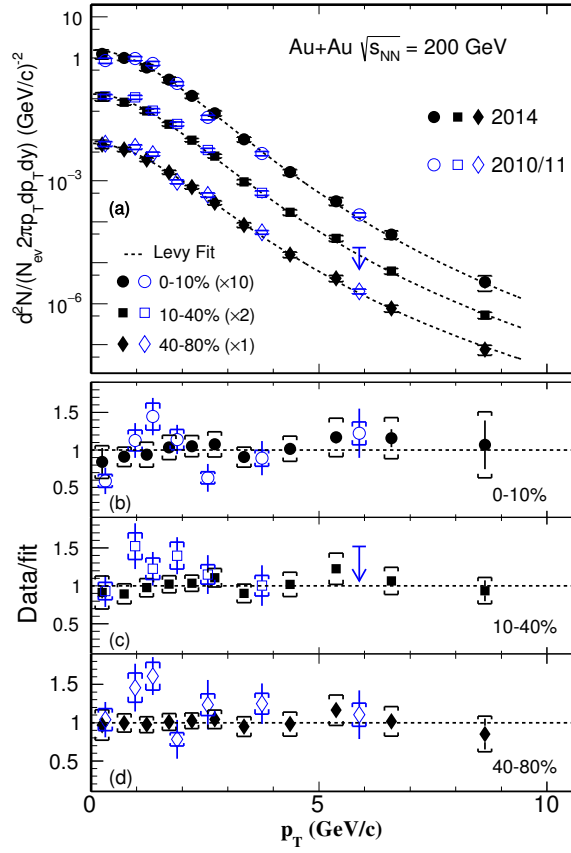 10
1
10⁻³
10⁻⁶
d²N/(N_ev 2πp_T dp_T dy) (GeV/c)⁻²
Au+Au √s_NN = 200 GeV
2014
2010/11
(a)
Levy Fit
0-10% (×10)
10-40% (×2)
40-80% (×1)
Data/fit
1.5
1
0.5
(b)
0-10%
1.5
1
0.5
(c)
10-40%
1.5
1
0.5
(d)
40-80%
0 5 10
p_T (GeV/c)